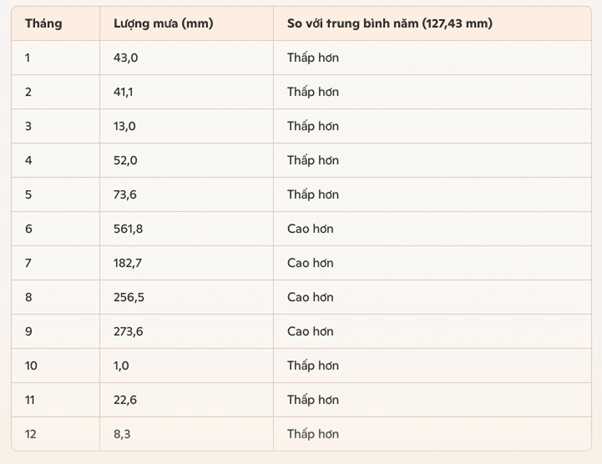 Tháng Lượng mưa (mm) So với trung bình năm (127,43 mm)
1 43,0 Thấp hơn
2 41,1 Thấp hơn
3 13,0 Thấp hơn
4 52,0 Thấp hơn
5 73,6 Thấp hơn
6 561,8 Cao hơn
7 182,7 Cao hơn
8 256,5 Cao hơn
9 273,6 Cao hơn
10 1,0 Thấp hơn
11 22,6 Thấp hơn
12 8,3 Thấp hơn